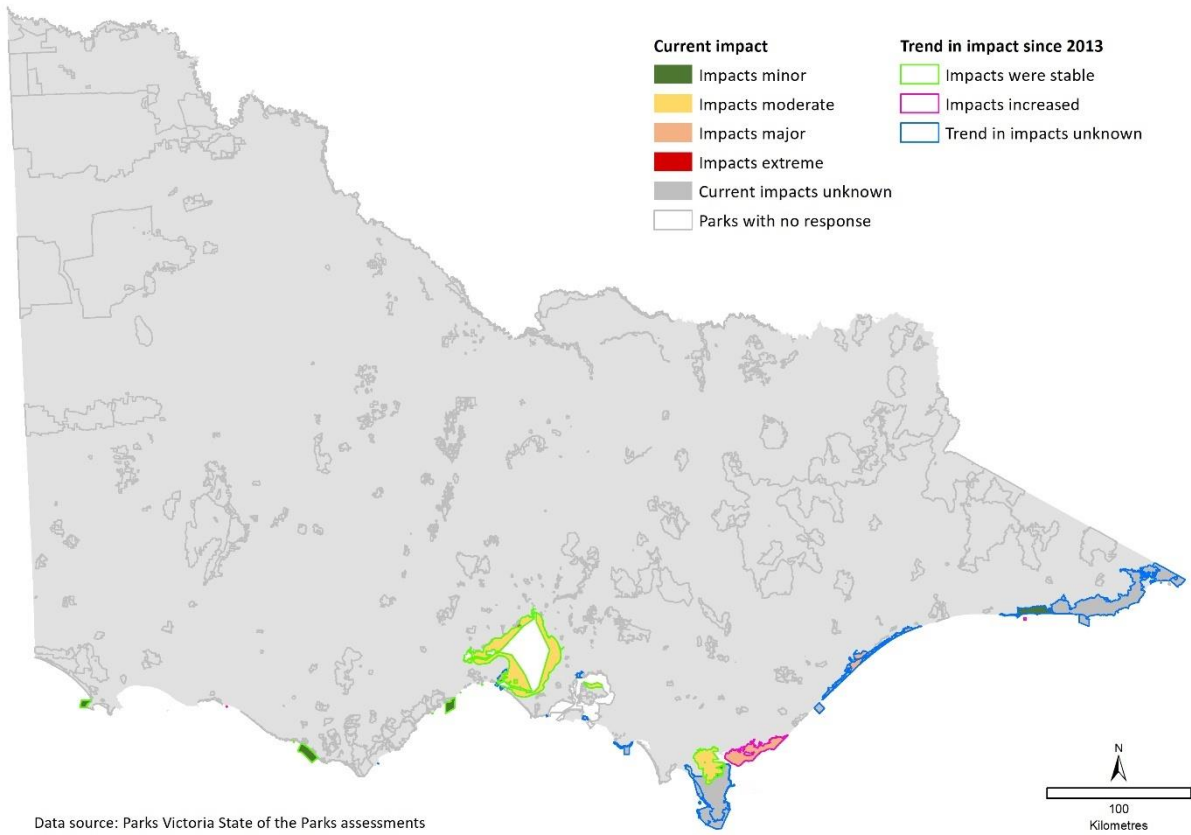 Current impact
Impacts minor
Impacts moderate
Impacts major
Impacts extreme
Current impacts unknown
Parks with no response
Trend in impact since 2013
Impacts were stable
Impacts increased
Trend in impacts unknown
N
100
Kilometres
Data source: Parks Victoria State of the Parks assessments